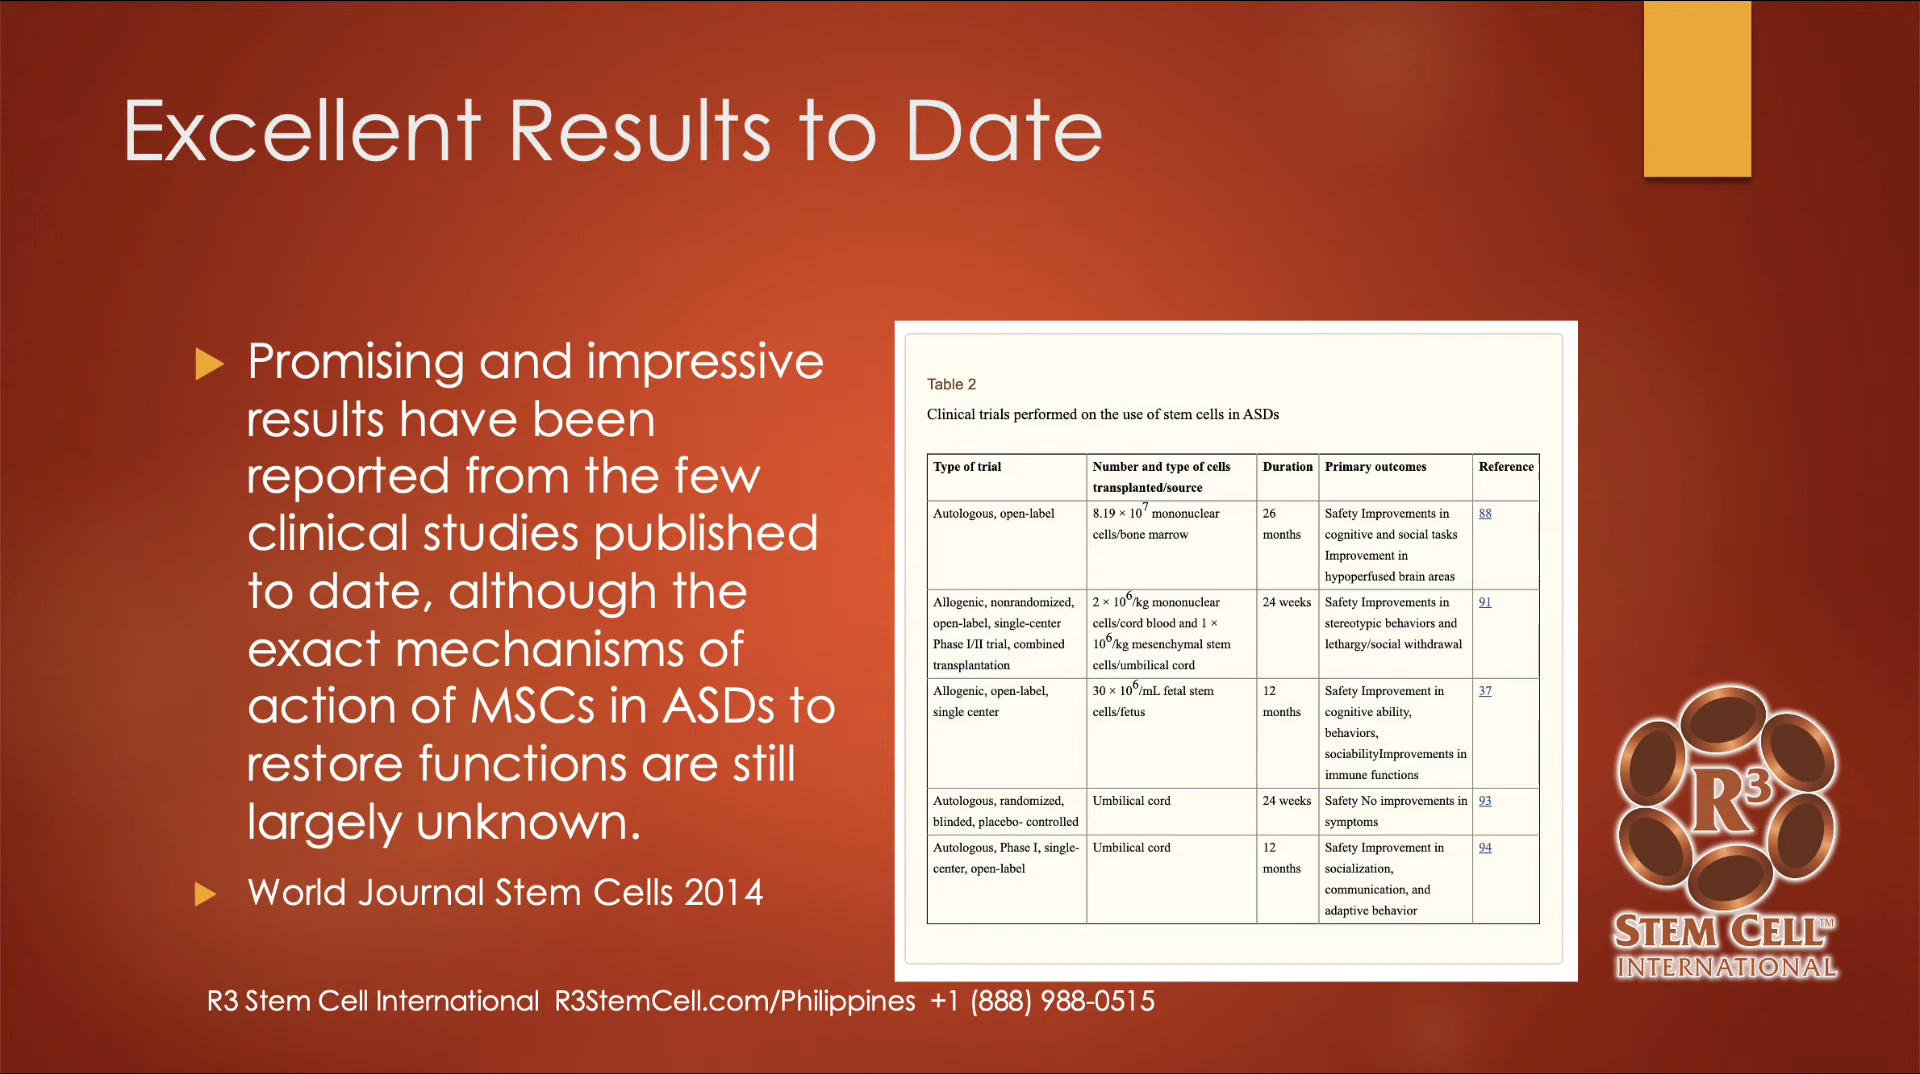 Excellent Results to Date
Promising and impressive
results have been
reported from the few
clinical studies published
to date, although the
exact mechanisms of
action of MSCs in ASDs to
restore functions are still
largely unknown.
World Journal Stem Cells 2014
Table 2
Clinical trials performed on the use of stem cells in ASDs
Type of trial
Number and type of cells
transplanted/source
Duration
Primary outcomes
Reference
Autologous, open-label
8.19 × 10⁷ mononuclear
cells/bone marrow
26
months
Safety Improvements in
cognitive and social tasks
Improvement in
hypoperfused brain areas
88
Allogenic, nonrandomized,
open-label, single-center
Phase I/II trial, combined
transplantation
2 × 10⁶/kg mononuclear
cells/cord blood and 1 ×
10⁶/kg mesenchymal stem
cells/umbilical cord
24 weeks
Safety Improvements in
stereotypic behaviors and
lethargy/social withdrawal
91
Allogenic, open-label,
single center
30 × 10⁶/mL fetal stem
cells/fetus
12
months
Safety Improvement in
cognitive ability,
behaviors,
sociabilityImprovements in
immune functions
37
Autologous, randomized,
blinded, placebo- controlled
Umbilical cord
24 weeks
Safety No improvements in
symptoms
93
Autologous, Phase I, single-
center, open-label
Umbilical cord
12
months
Safety Improvement in
socialization,
communication, and
adaptive behavior
94
R³
STEM CELL™
INTERNATIONAL
R3 Stem Cell International R3StemCell.com/Philippines +1 (888) 988-0515